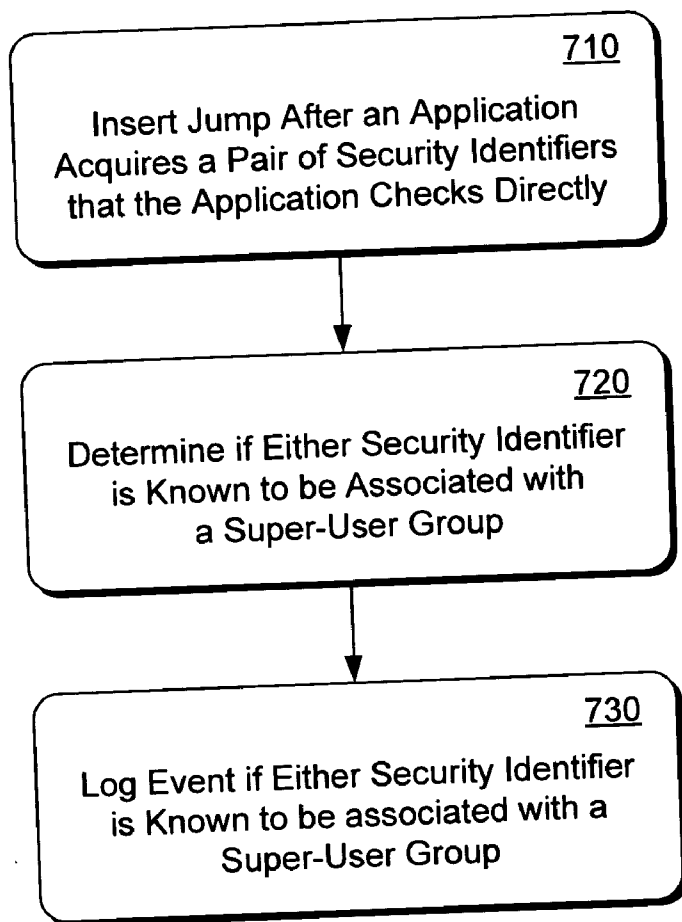 710
Insert Jump After an Application
Acquires a Pair of Security Identifiers
that the Application Checks Directly
720
Determine if Either Security Identifier
is Known to be Associated with
a Super-User Group
730
Log Event if Either Security Identifier
is Known to be associated with a
Super-User Group